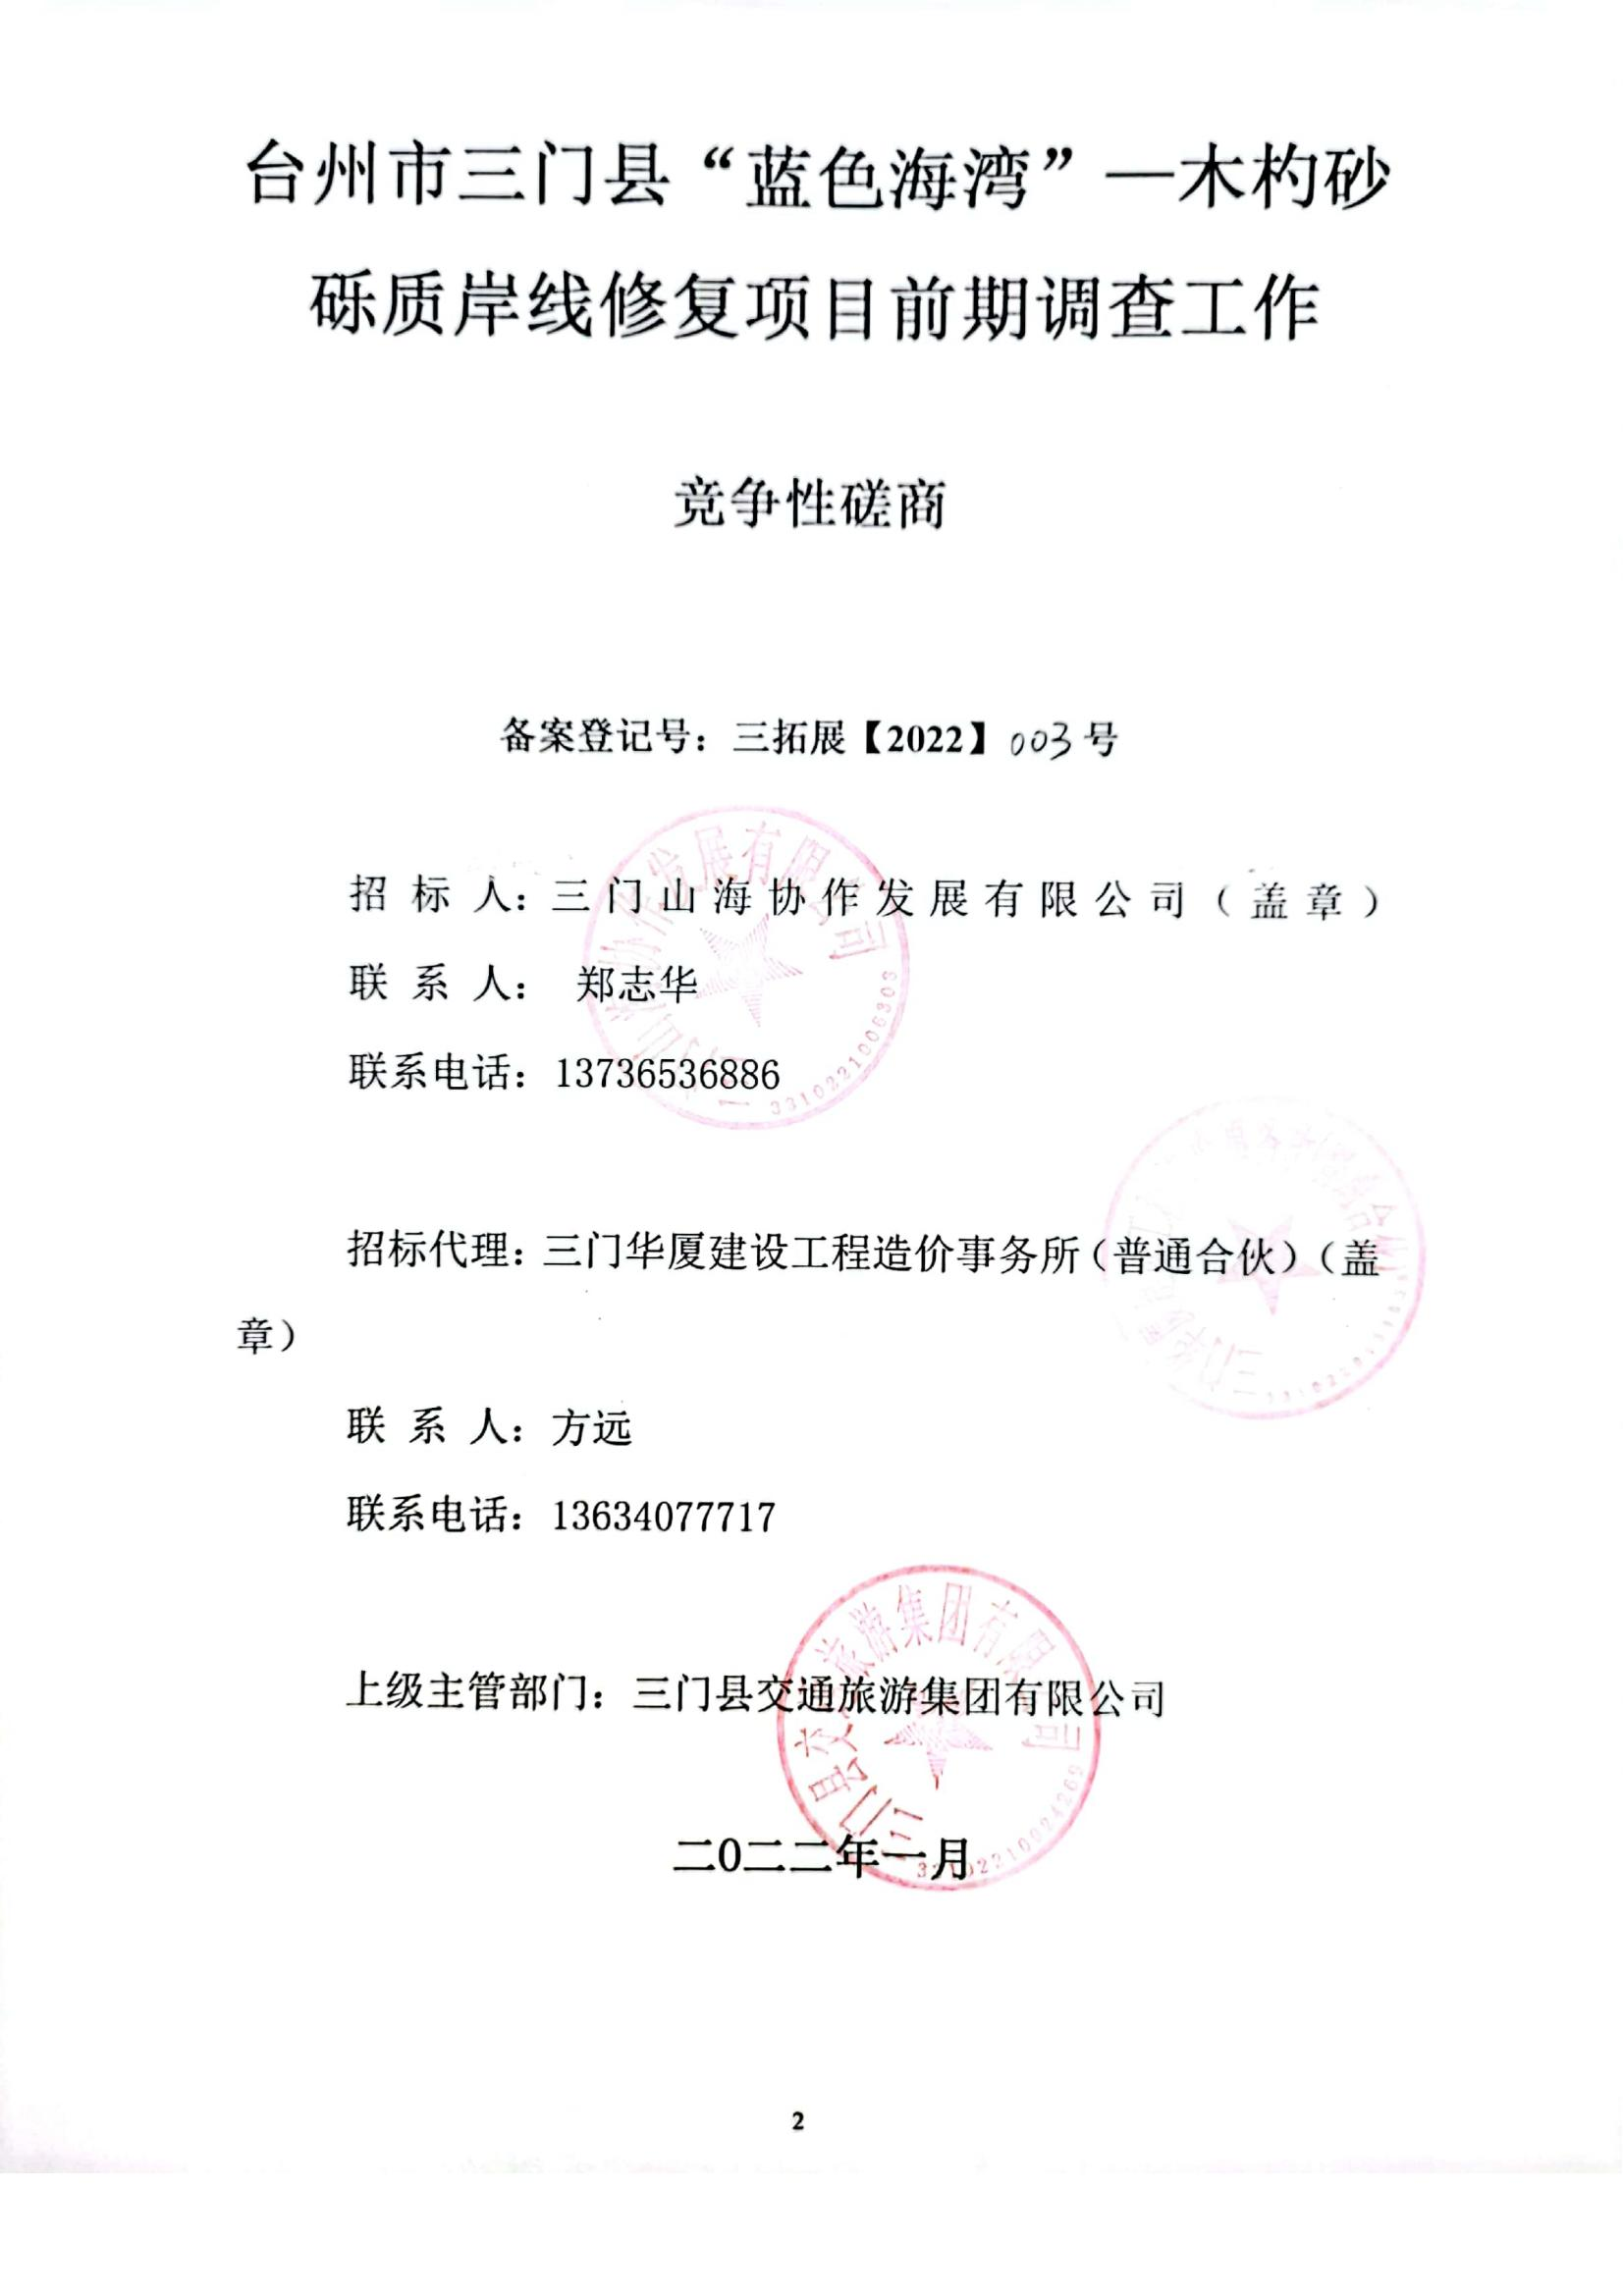 台州市三门县“蓝色海湾”—木杓砂
砾质岸线修复项目前期调查工作
竞争性磋商
备案登记号：三拓展【2022】003号
招 标 人：三门山海协作发展有限公司（盖章）
联 系 人： 郑志华
联系电话：13736536886
招标代理：三门华厦建设工程造价事务所（普通合伙）（盖
章）
联 系 人：方远
联系电话：13634077717
上级主管部门：三门县交通旅游集团有限公司
二〇二二年一月
2